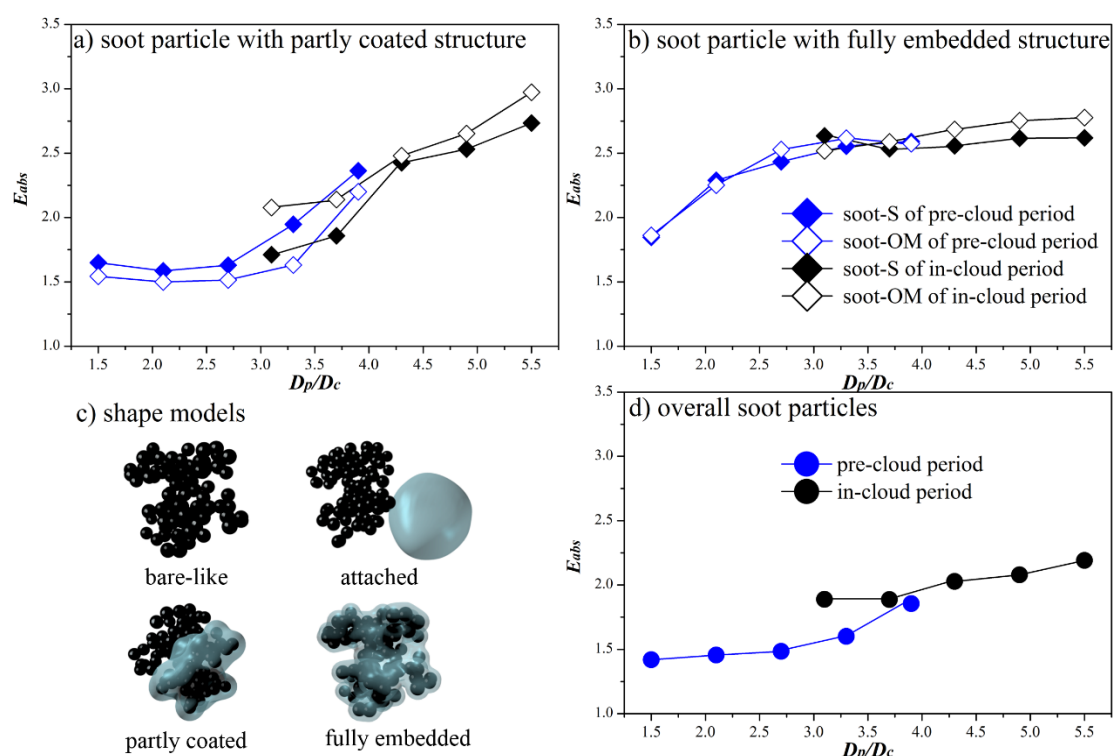 a) soot particle with partly coated structure
3.5
3.0
2.5
2.0
1.5
1.0
Eabs
1.5 2.0 2.5 3.0 3.5 4.0 4.5 5.0 5.5
Dp/Dc
b) soot particle with fully embedded structure
3.5
3.0
2.5
2.0
1.5
1.0
Eabs
soot-S of pre-cloud period
soot-OM of pre-cloud period
soot-S of in-cloud period
soot-OM of in-cloud period
1.5 2.0 2.5 3.0 3.5 4.0 4.5 5.0 5.5
Dp/Dc
c) shape models
bare-like
attached
partly coated
fully embedded
d) overall soot particles
3.5
3.0
2.5
2.0
1.5
1.0
Eabs
pre-cloud period
in-cloud period
1.5 2.0 2.5 3.0 3.5 4.0 4.5 5.0 5.5
Dp/Dc